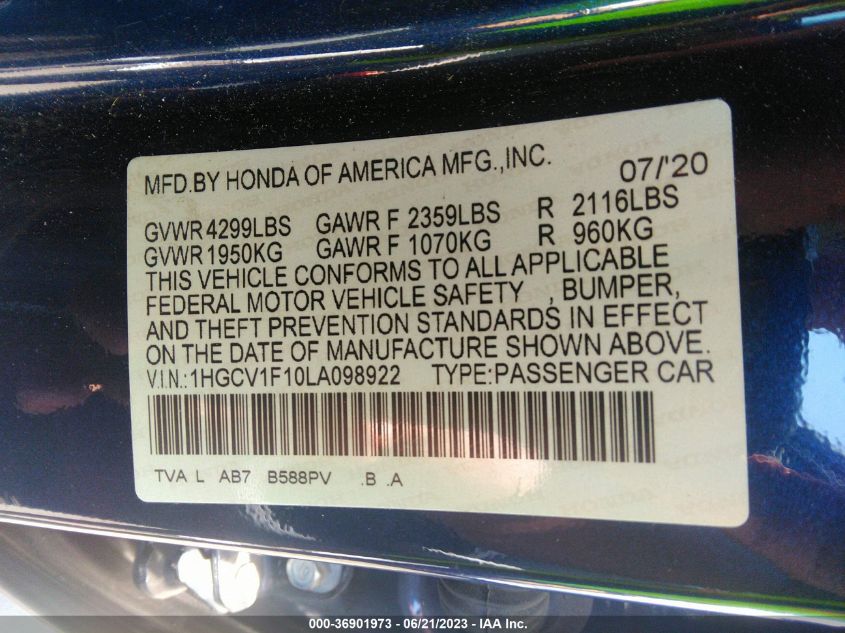 MFD.BY HONDA OF AMERICA MFG.,INC. 07/'20
GVWR 4299LBS GAWR F 2359LBS R 2116LBS
GVWR 1950KG GAWR F 1070KG R 960KG
THIS VEHICLE CONFORMS TO ALL APPLICABLE
FEDERAL MOTOR VEHICLE SAFETY , BUMPER,
AND THEFT PREVENTION STANDARDS IN EFFECT
ON THE DATE OF MANUFACTURE SHOWN ABOVE.
V.I.N.:1HGCV1F10LA098922 TYPE:PASSENGER CAR
TVA L AB7 B588PV .B .A
000-36901973 - 06/21/2023 - IAA Inc.